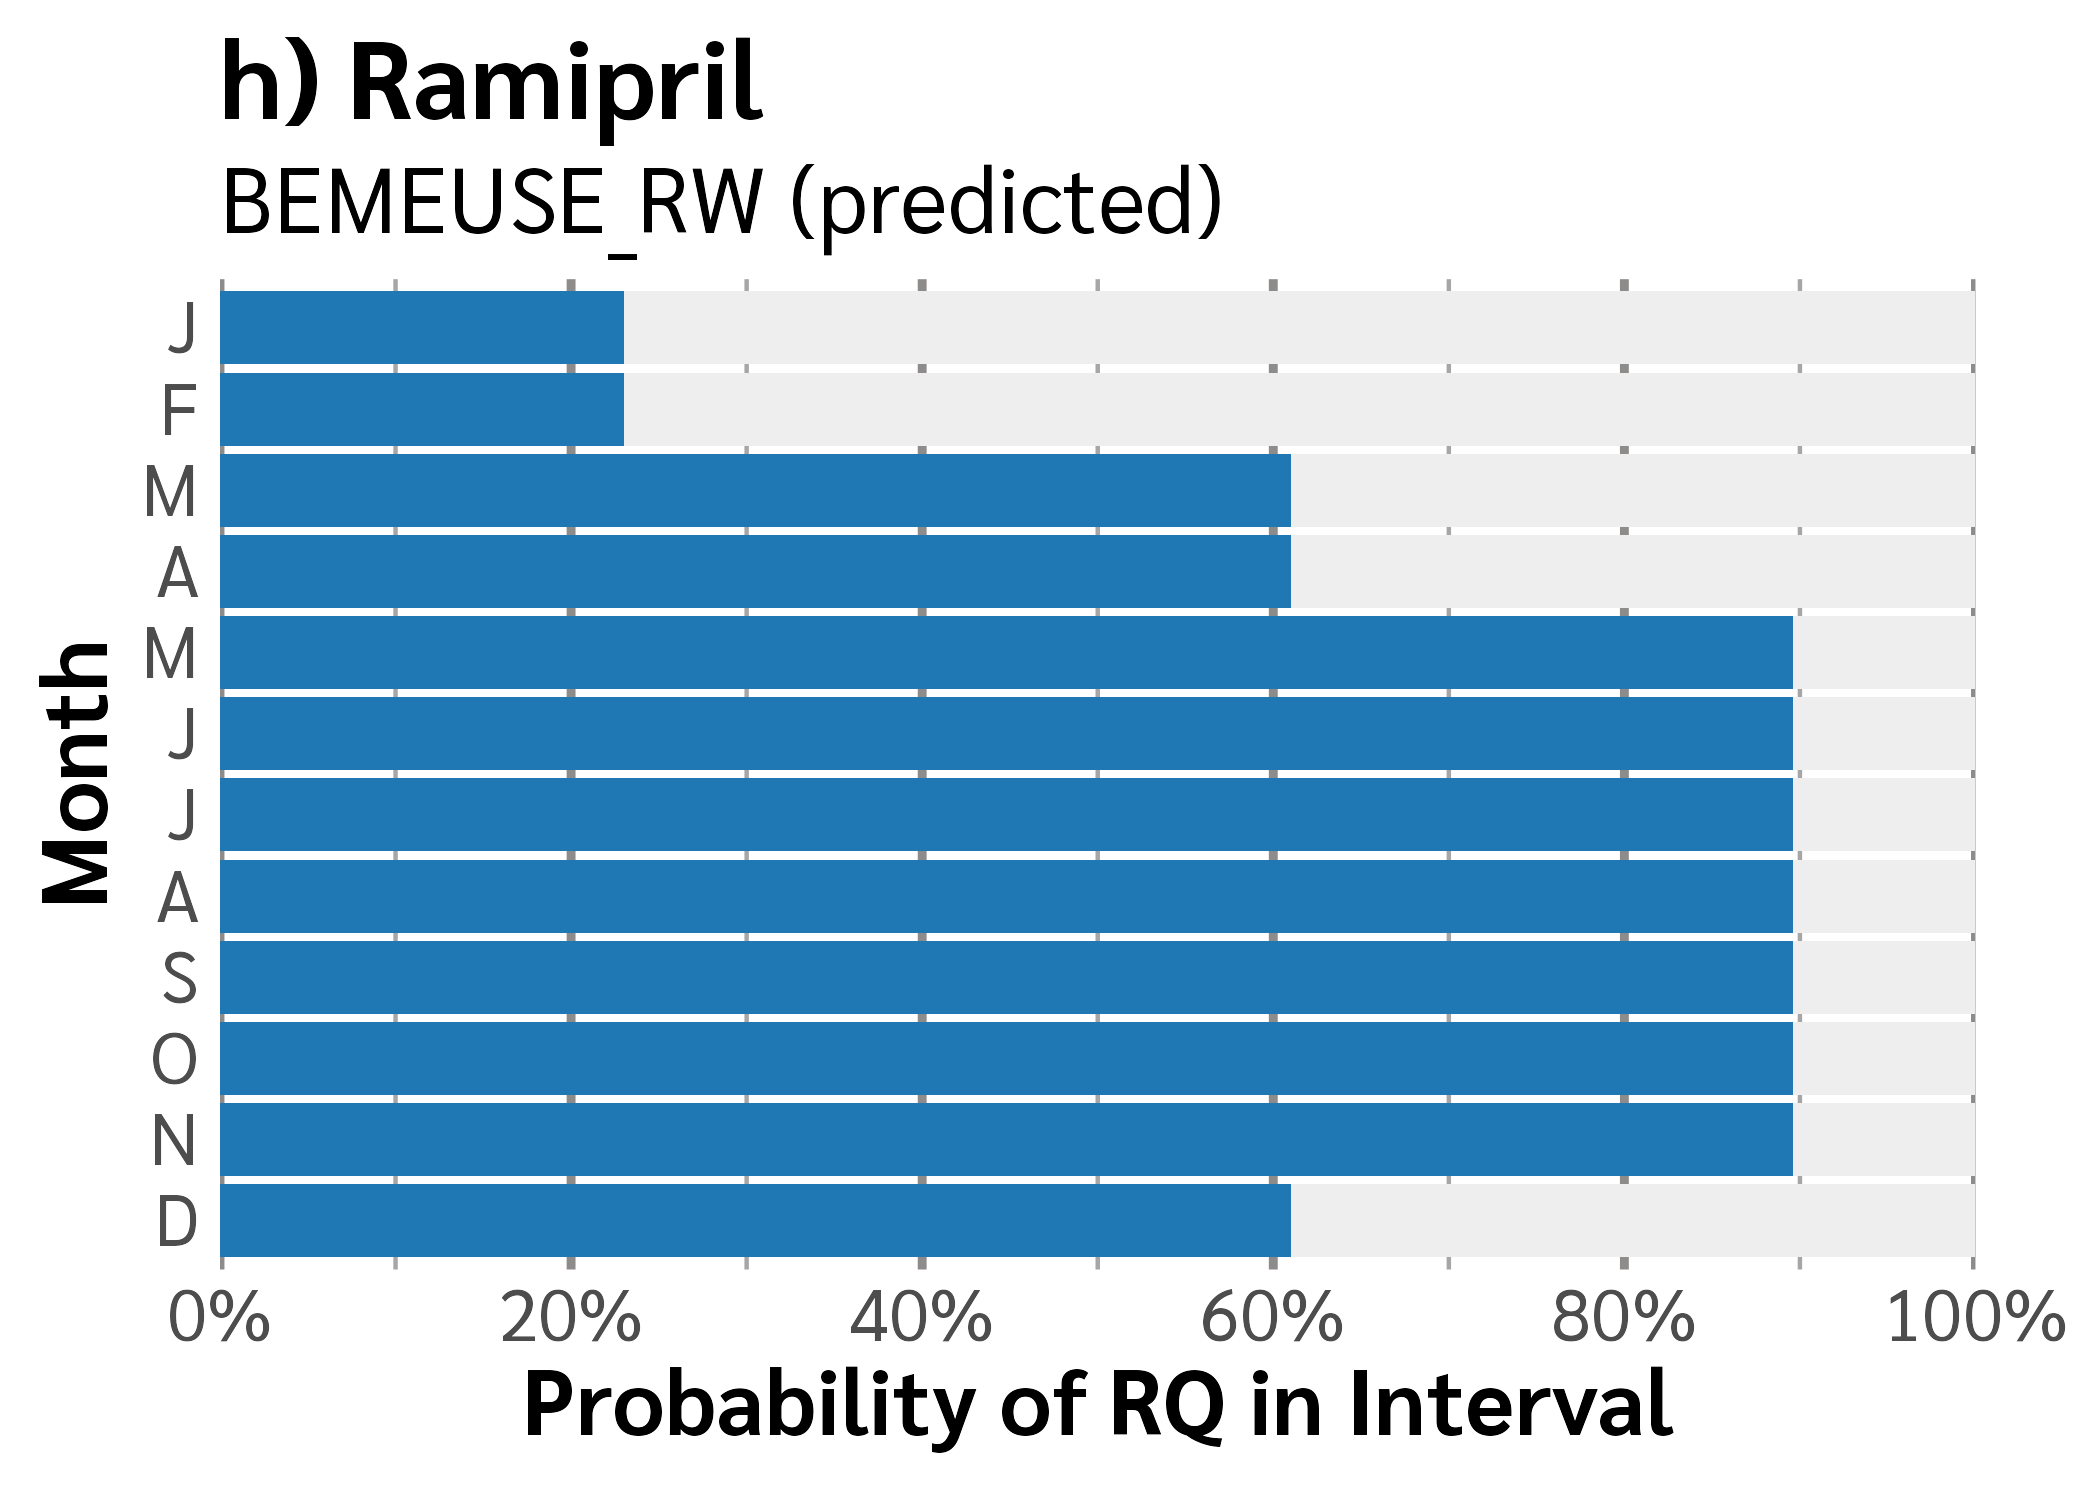 h) Ramipril
BEMEUSE_RW (predicted)
J
F
M
A
M
J
J
A
S
O
N
D
Month
0% 20% 40% 60% 80% 100%
Probability of RQ in Interval